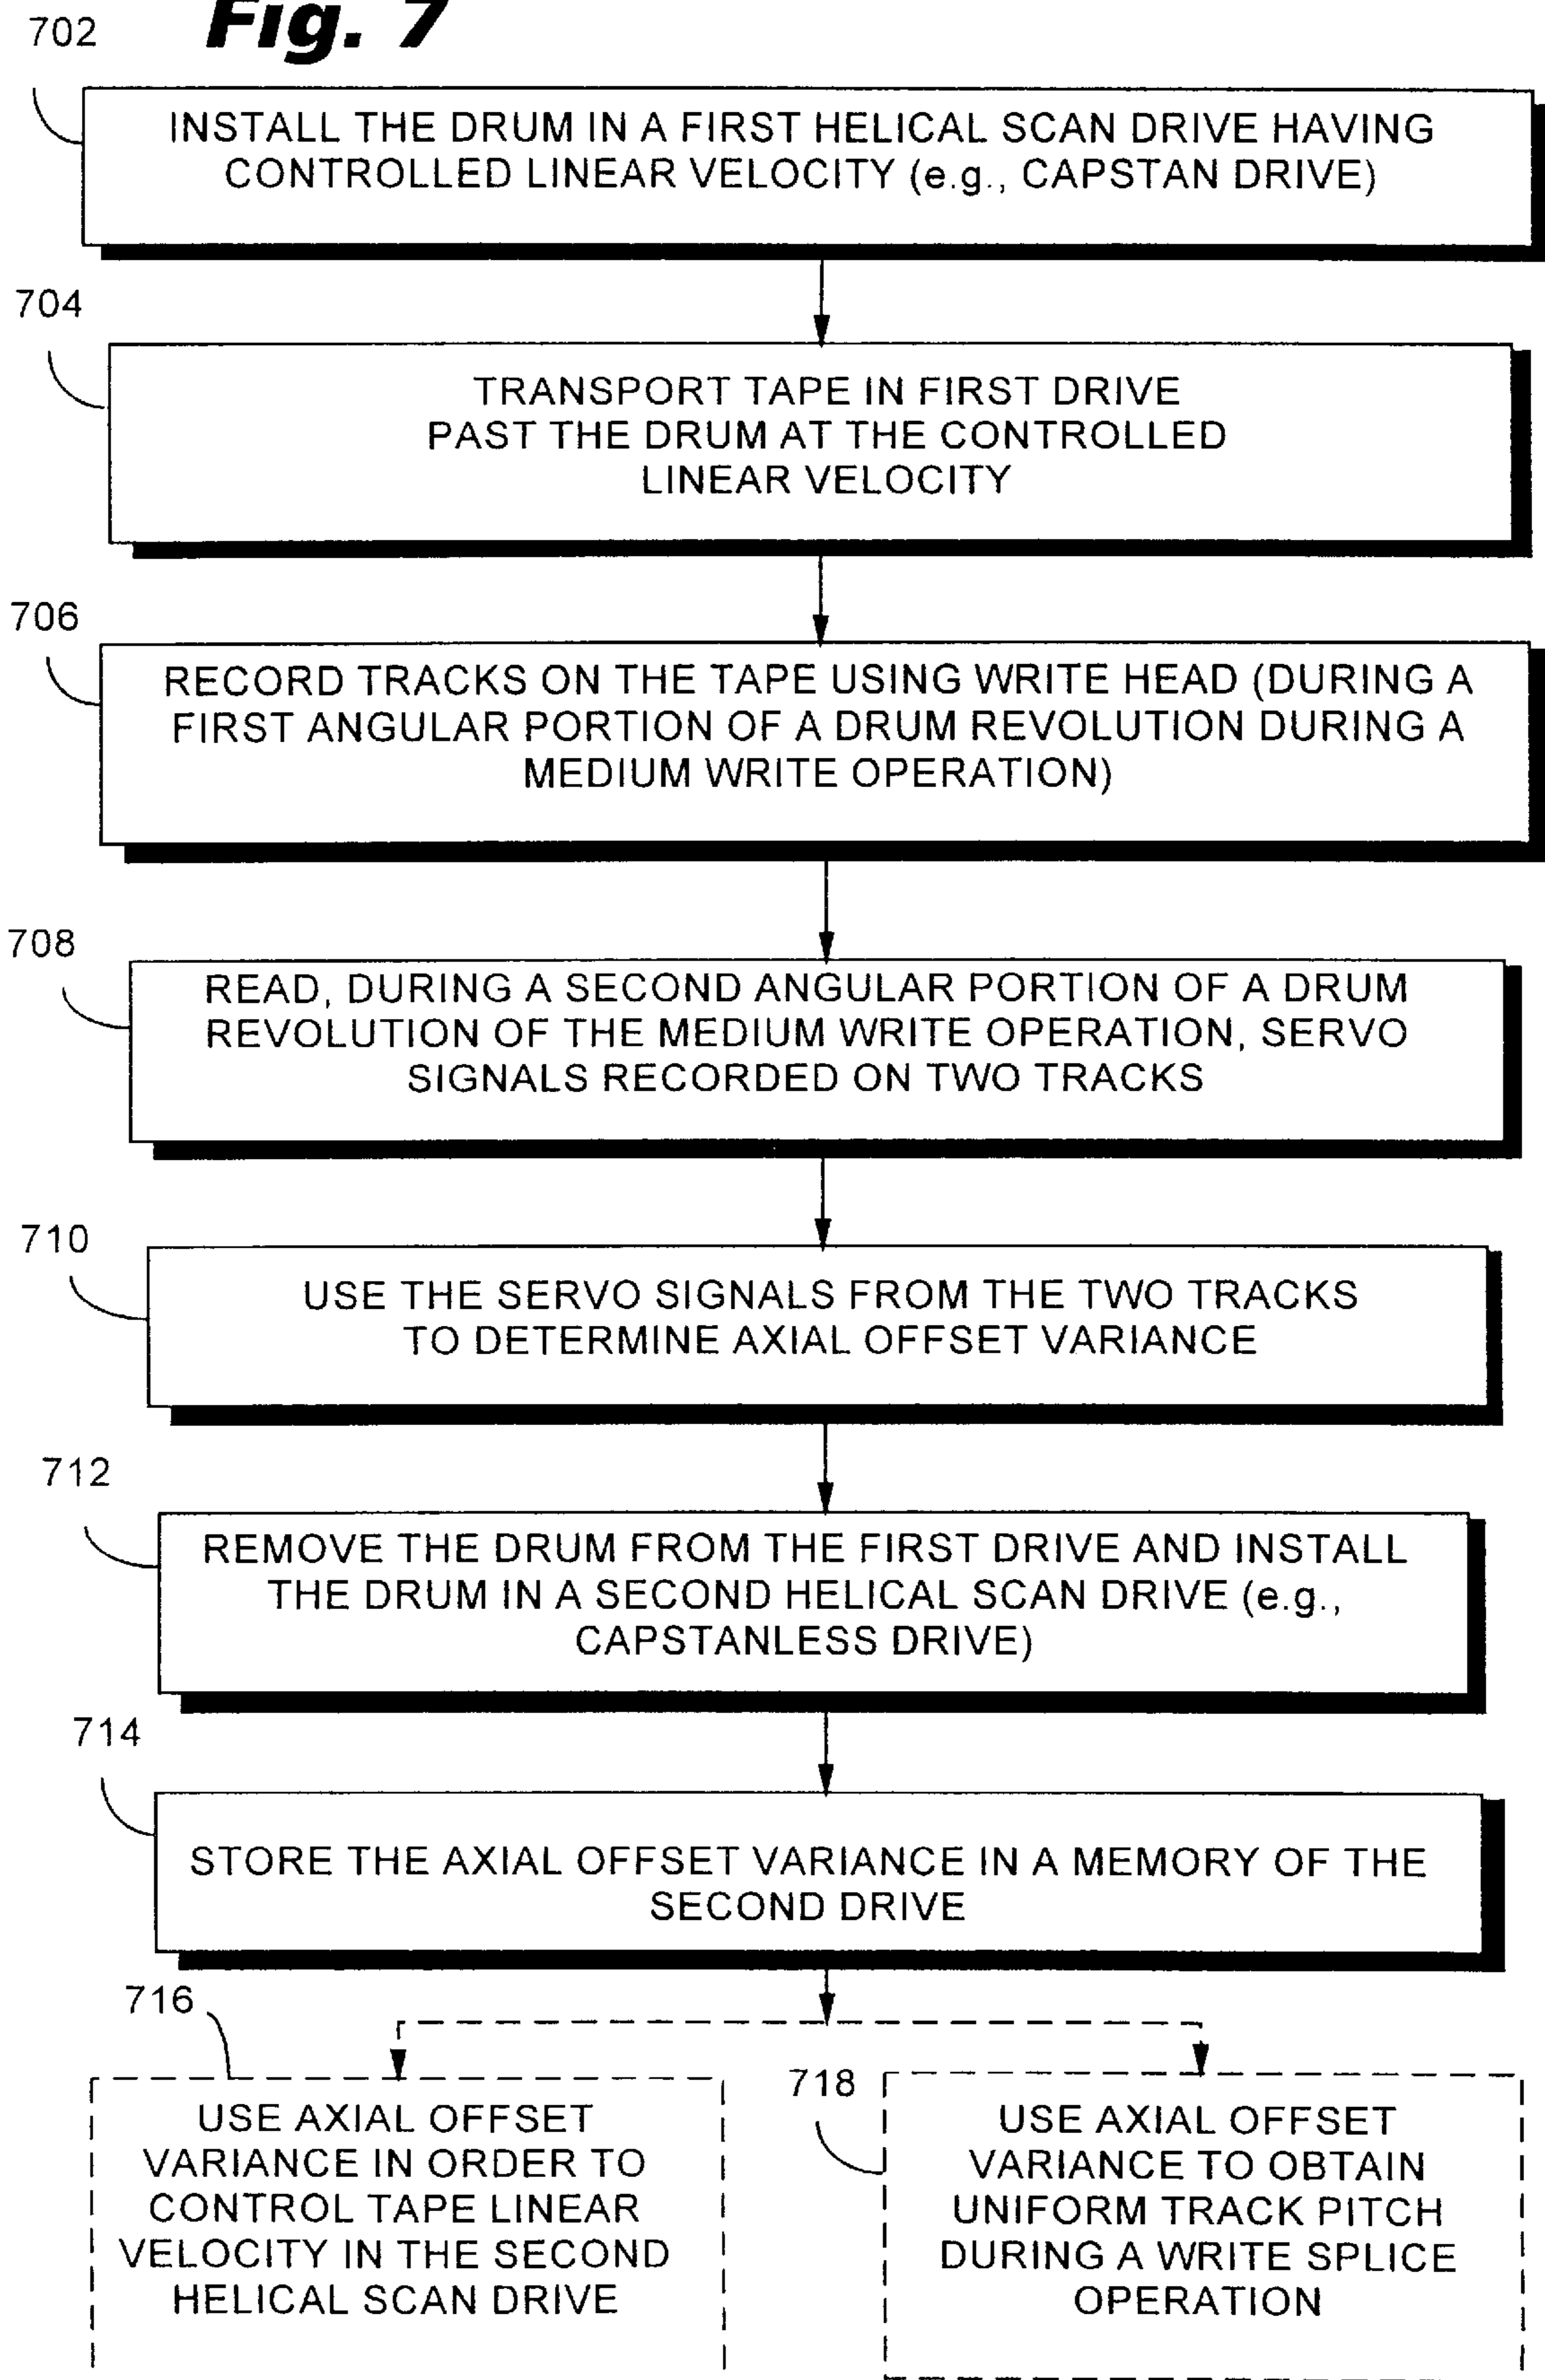 Fig. 7
702
INSTALL THE DRUM IN A FIRST HELICAL SCAN DRIVE HAVING
CONTROLLED LINEAR VELOCITY (e.g., CAPSTAN DRIVE)
704
TRANSPORT TAPE IN FIRST DRIVE
PAST THE DRUM AT THE CONTROLLED
LINEAR VELOCITY
706
RECORD TRACKS ON THE TAPE USING WRITE HEAD (DURING A
FIRST ANGULAR PORTION OF A DRUM REVOLUTION DURING A
MEDIUM WRITE OPERATION)
708
READ, DURING A SECOND ANGULAR PORTION OF A DRUM
REVOLUTION OF THE MEDIUM WRITE OPERATION, SERVO
SIGNALS RECORDED ON TWO TRACKS
710
USE THE SERVO SIGNALS FROM THE TWO TRACKS
TO DETERMINE AXIAL OFFSET VARIANCE
712
REMOVE THE DRUM FROM THE FIRST DRIVE AND INSTALL
THE DRUM IN A SECOND HELICAL SCAN DRIVE (e.g.,
CAPSTANLESS DRIVE)
714
STORE THE AXIAL OFFSET VARIANCE IN A MEMORY OF THE
SECOND DRIVE
716
USE AXIAL OFFSET
VARIANCE IN ORDER TO
CONTROL TAPE LINEAR
VELOCITY IN THE SECOND
HELICAL SCAN DRIVE
718
USE AXIAL OFFSET
VARIANCE TO OBTAIN
UNIFORM TRACK PITCH
DURING A WRITE SPLICE
OPERATION